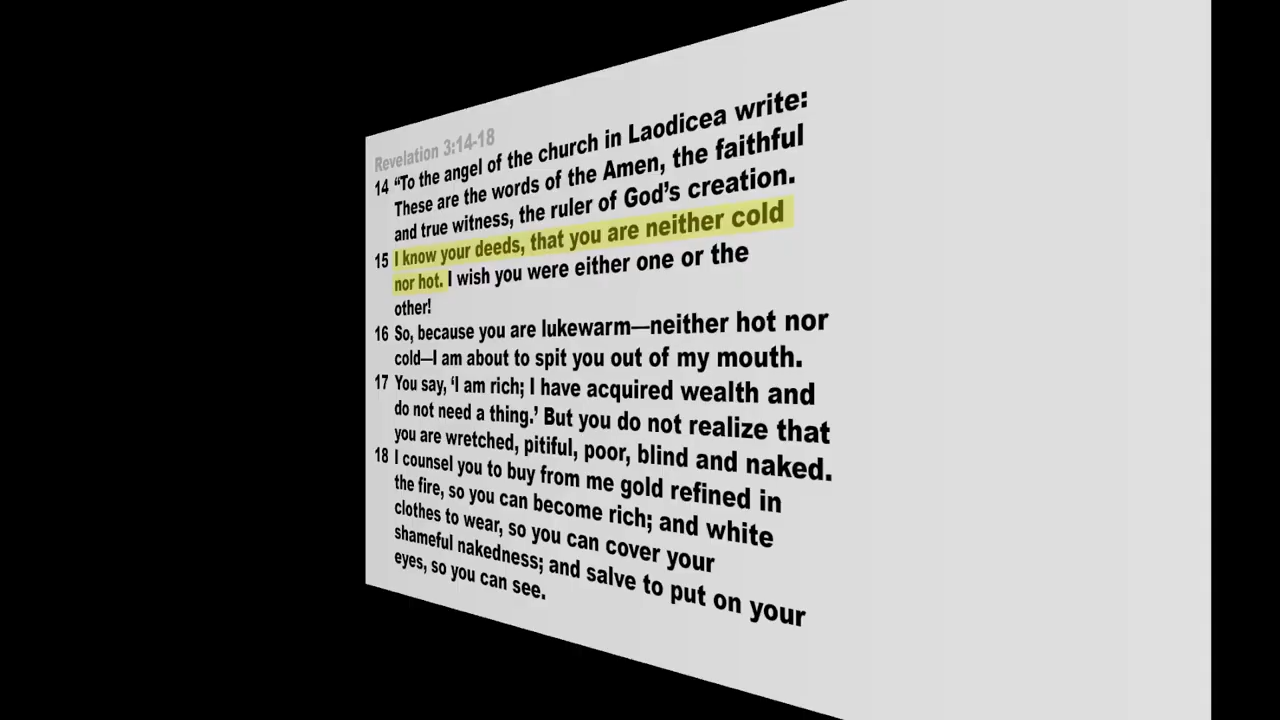 Revelation 3:14-18
14 “To the angel of the church in Laodicea write:
These are the words of the Amen, the faithful
and true witness, the ruler of God’s creation.
15 I know your deeds, that you are neither cold
nor hot. I wish you were either one or the
other!
16 So, because you are lukewarm—neither hot nor
cold—I am about to spit you out of my mouth.
17 You say, ‘I am rich; I have acquired wealth and
do not need a thing.’ But you do not realize that
you are wretched, pitiful, poor, blind and naked.
18 I counsel you to buy from me gold refined in
the fire, so you can become rich; and white
clothes to wear, so you can cover your
shameful nakedness; and salve to put on your
eyes, so you can see.